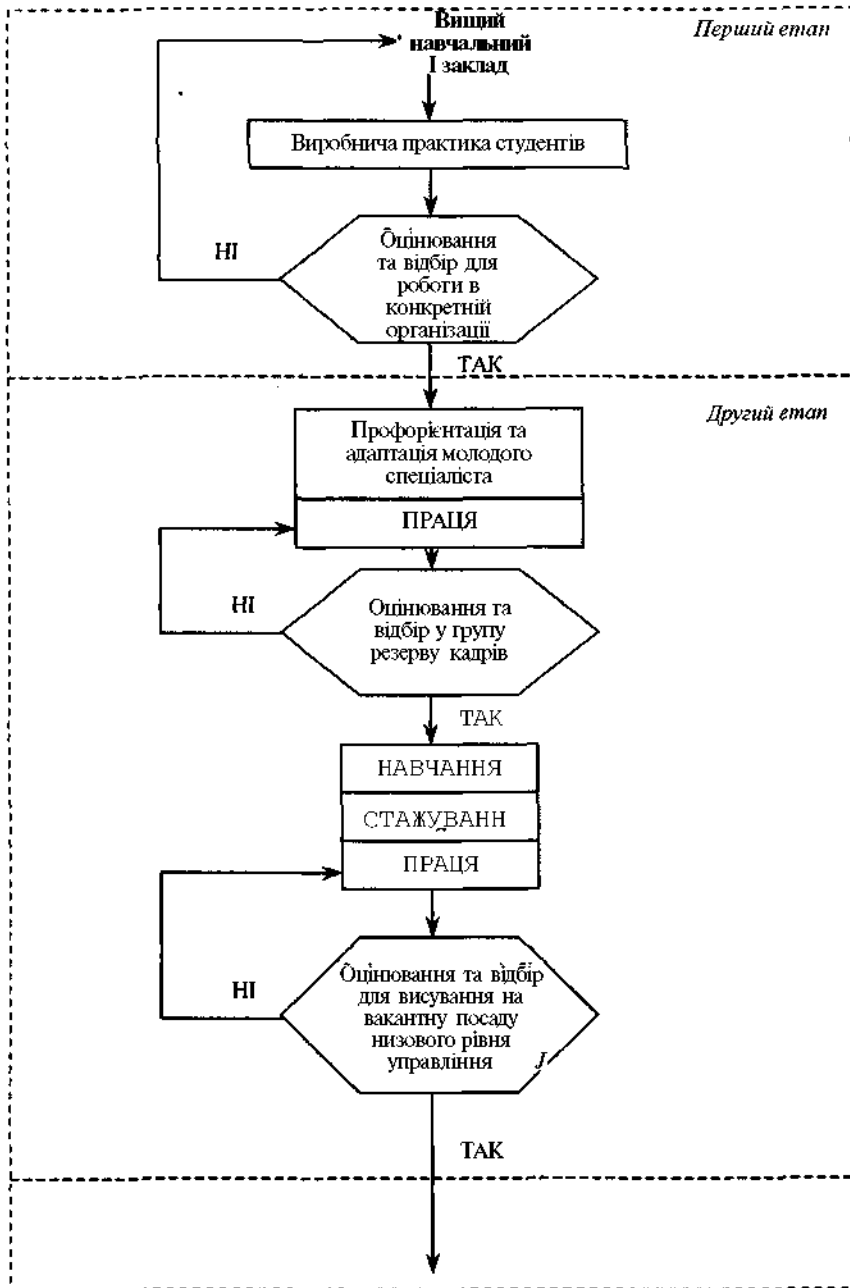 Перший етап
Вищий
навчальний
І заклад
Виробнича практика студентів
НІ
Оцінювання
та відбір для
роботи в
конкретній
організації
ТАК
Другий етап
Профорієнтація та
адаптація молодого
спеціаліста
ПРАЦЯ
НІ
Оцінювання та
відбір у групу
резерву кадрів
ТАК
НАВЧАННЯ
СТАЖУВАНН
ПРАЦЯ
НІ
Оцінювання та відбір
для висування на
вакантну посаду
низового рівня
управління J
ТАК